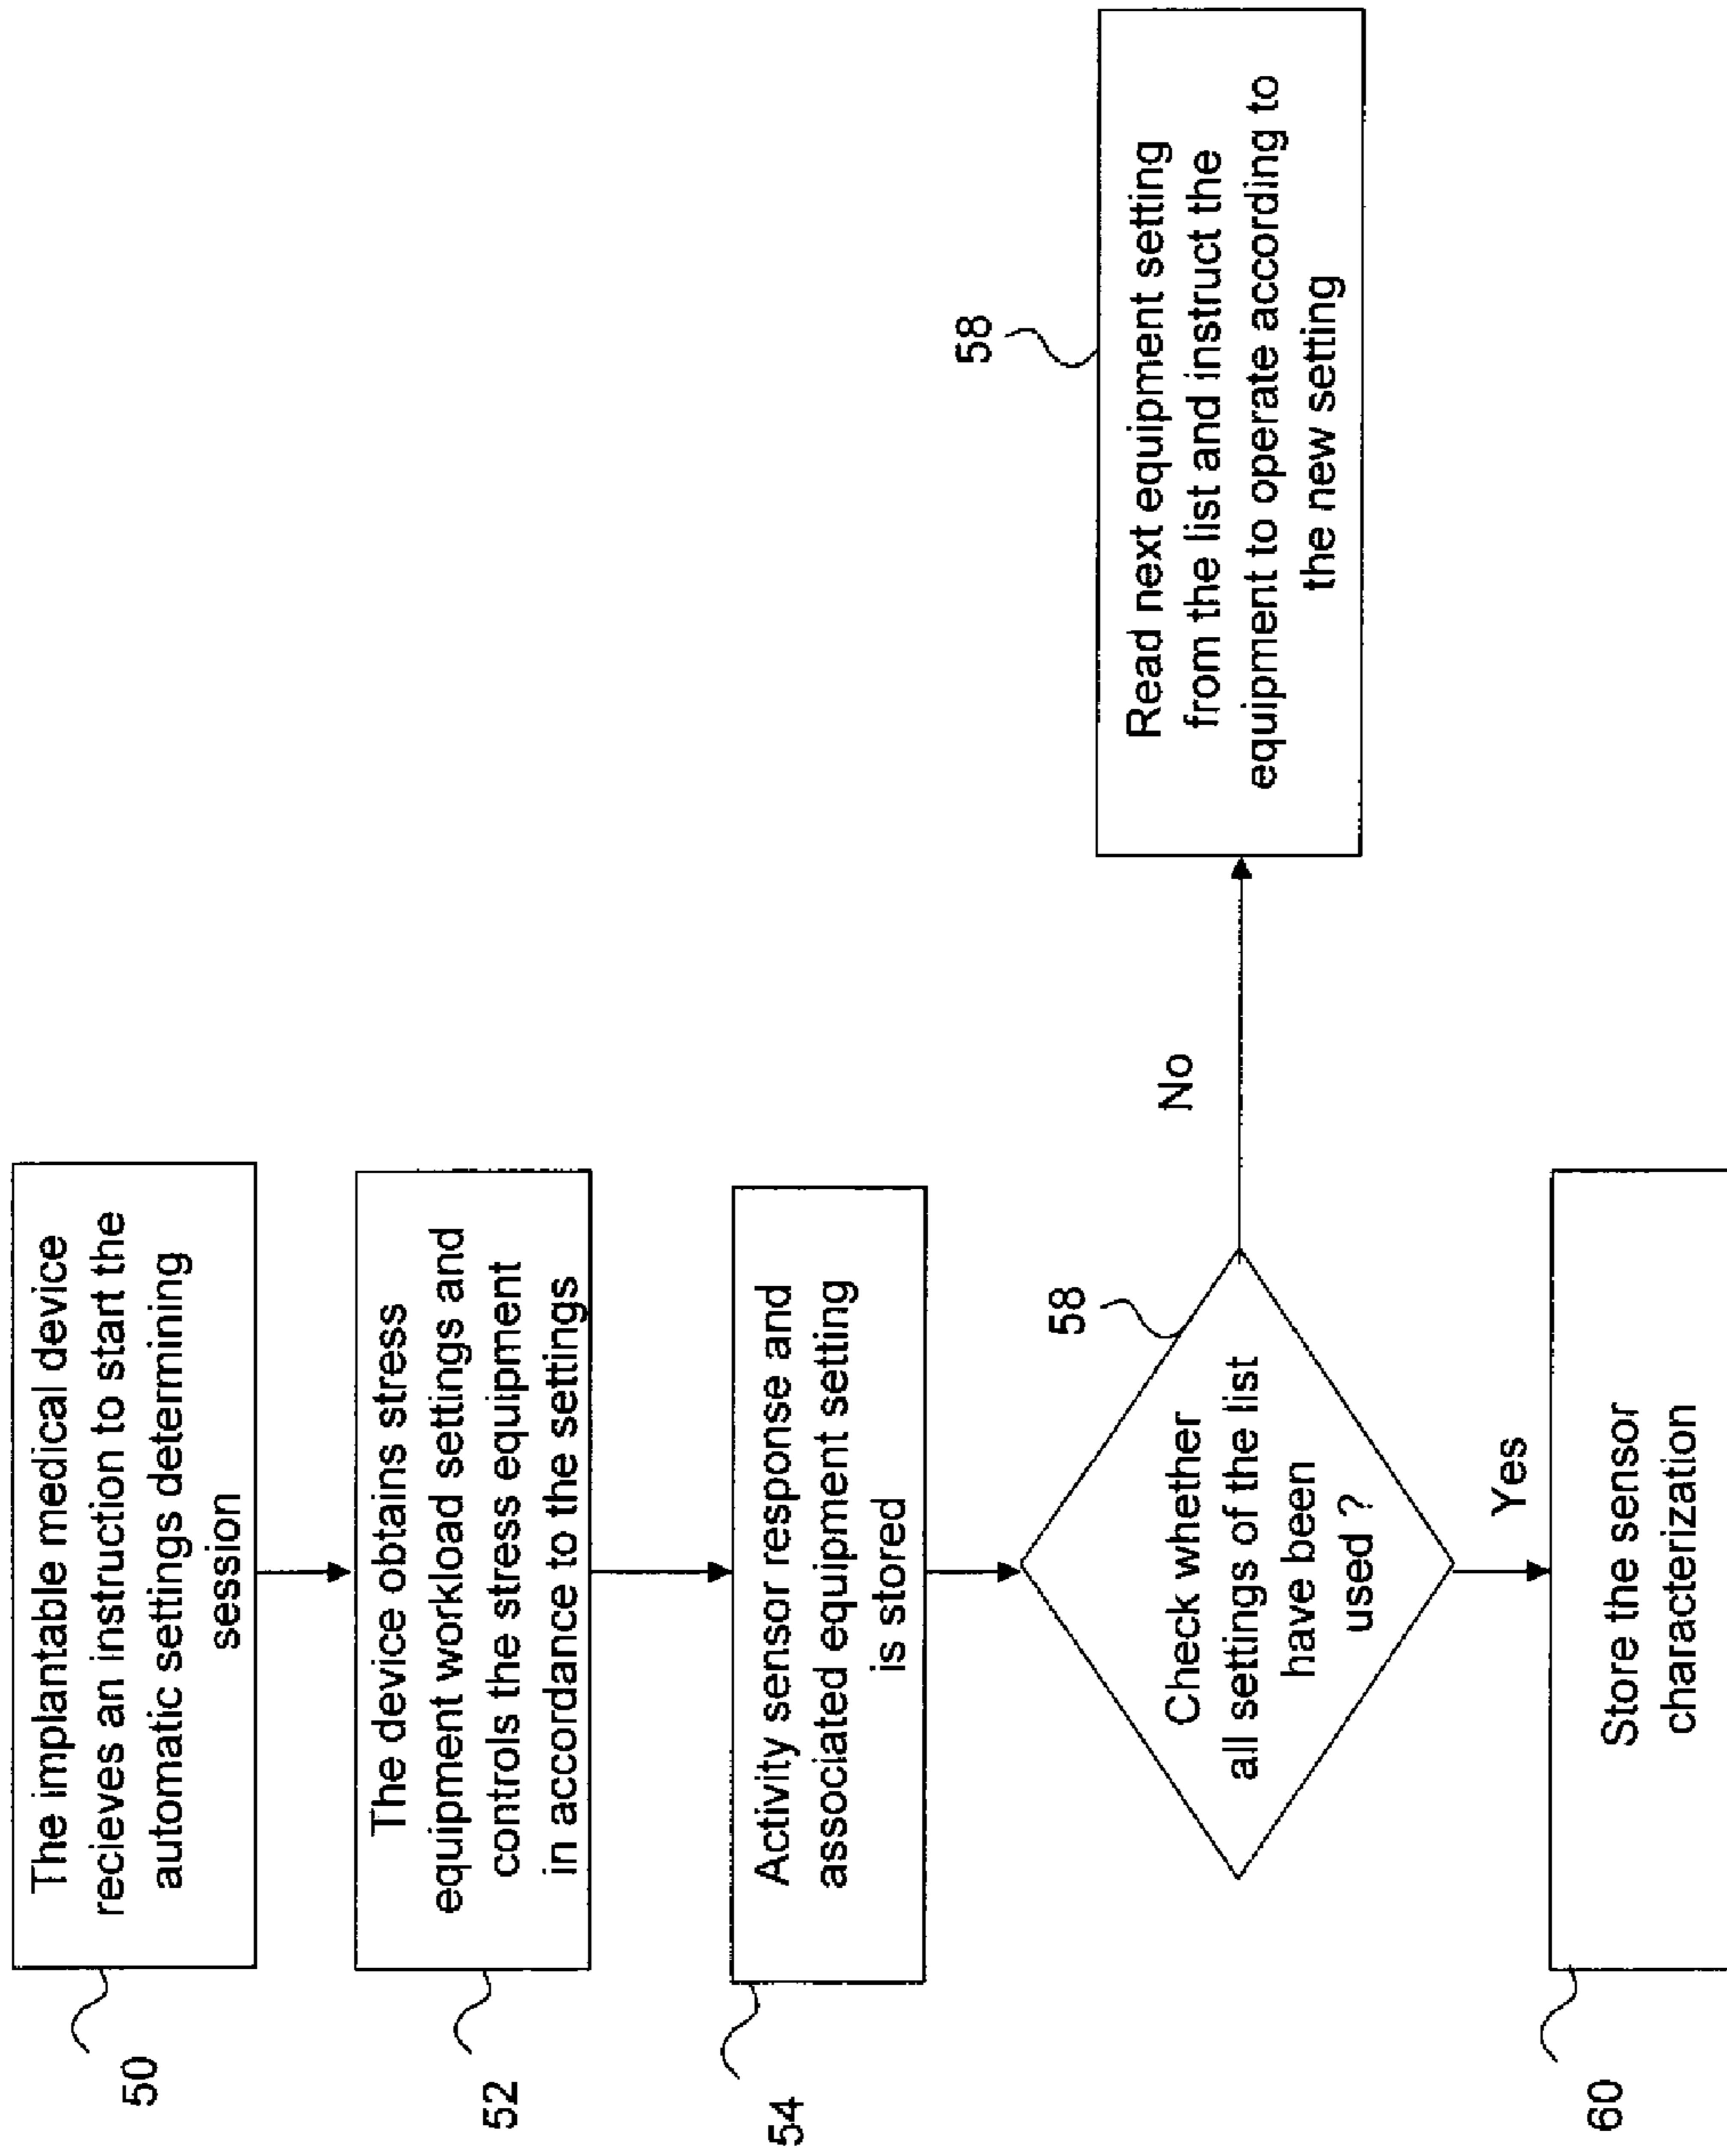 50
The implantable medical device
recieves an instruction to start the
automatic settings determining
session
52
The device obtains stress
equipment workload settings and
controls the stress equipment
in accordance to the settings
54
Activity sensor response and
associated equipment setting
is stored
58
Check whether
all settings of the list
have been
used ?
No
58
Read next equipment setting
from the list and instruct the
equipment to operate according to
the new setting
Yes
60
Store the sensor
characterization